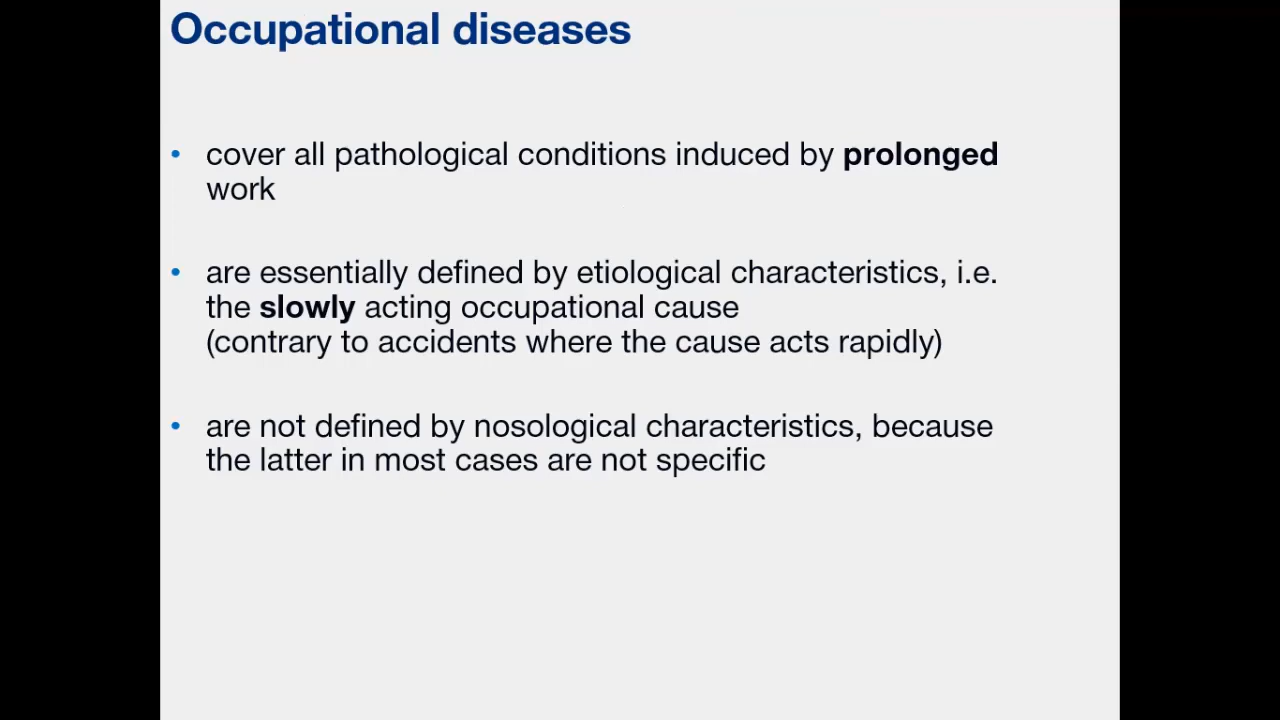 Occupational diseases
• cover all pathological conditions induced by prolonged
work
• are essentially defined by etiological characteristics, i.e.
the slowly acting occupational cause
(contrary to accidents where the cause acts rapidly)
• are not defined by nosological characteristics, because
the latter in most cases are not specific